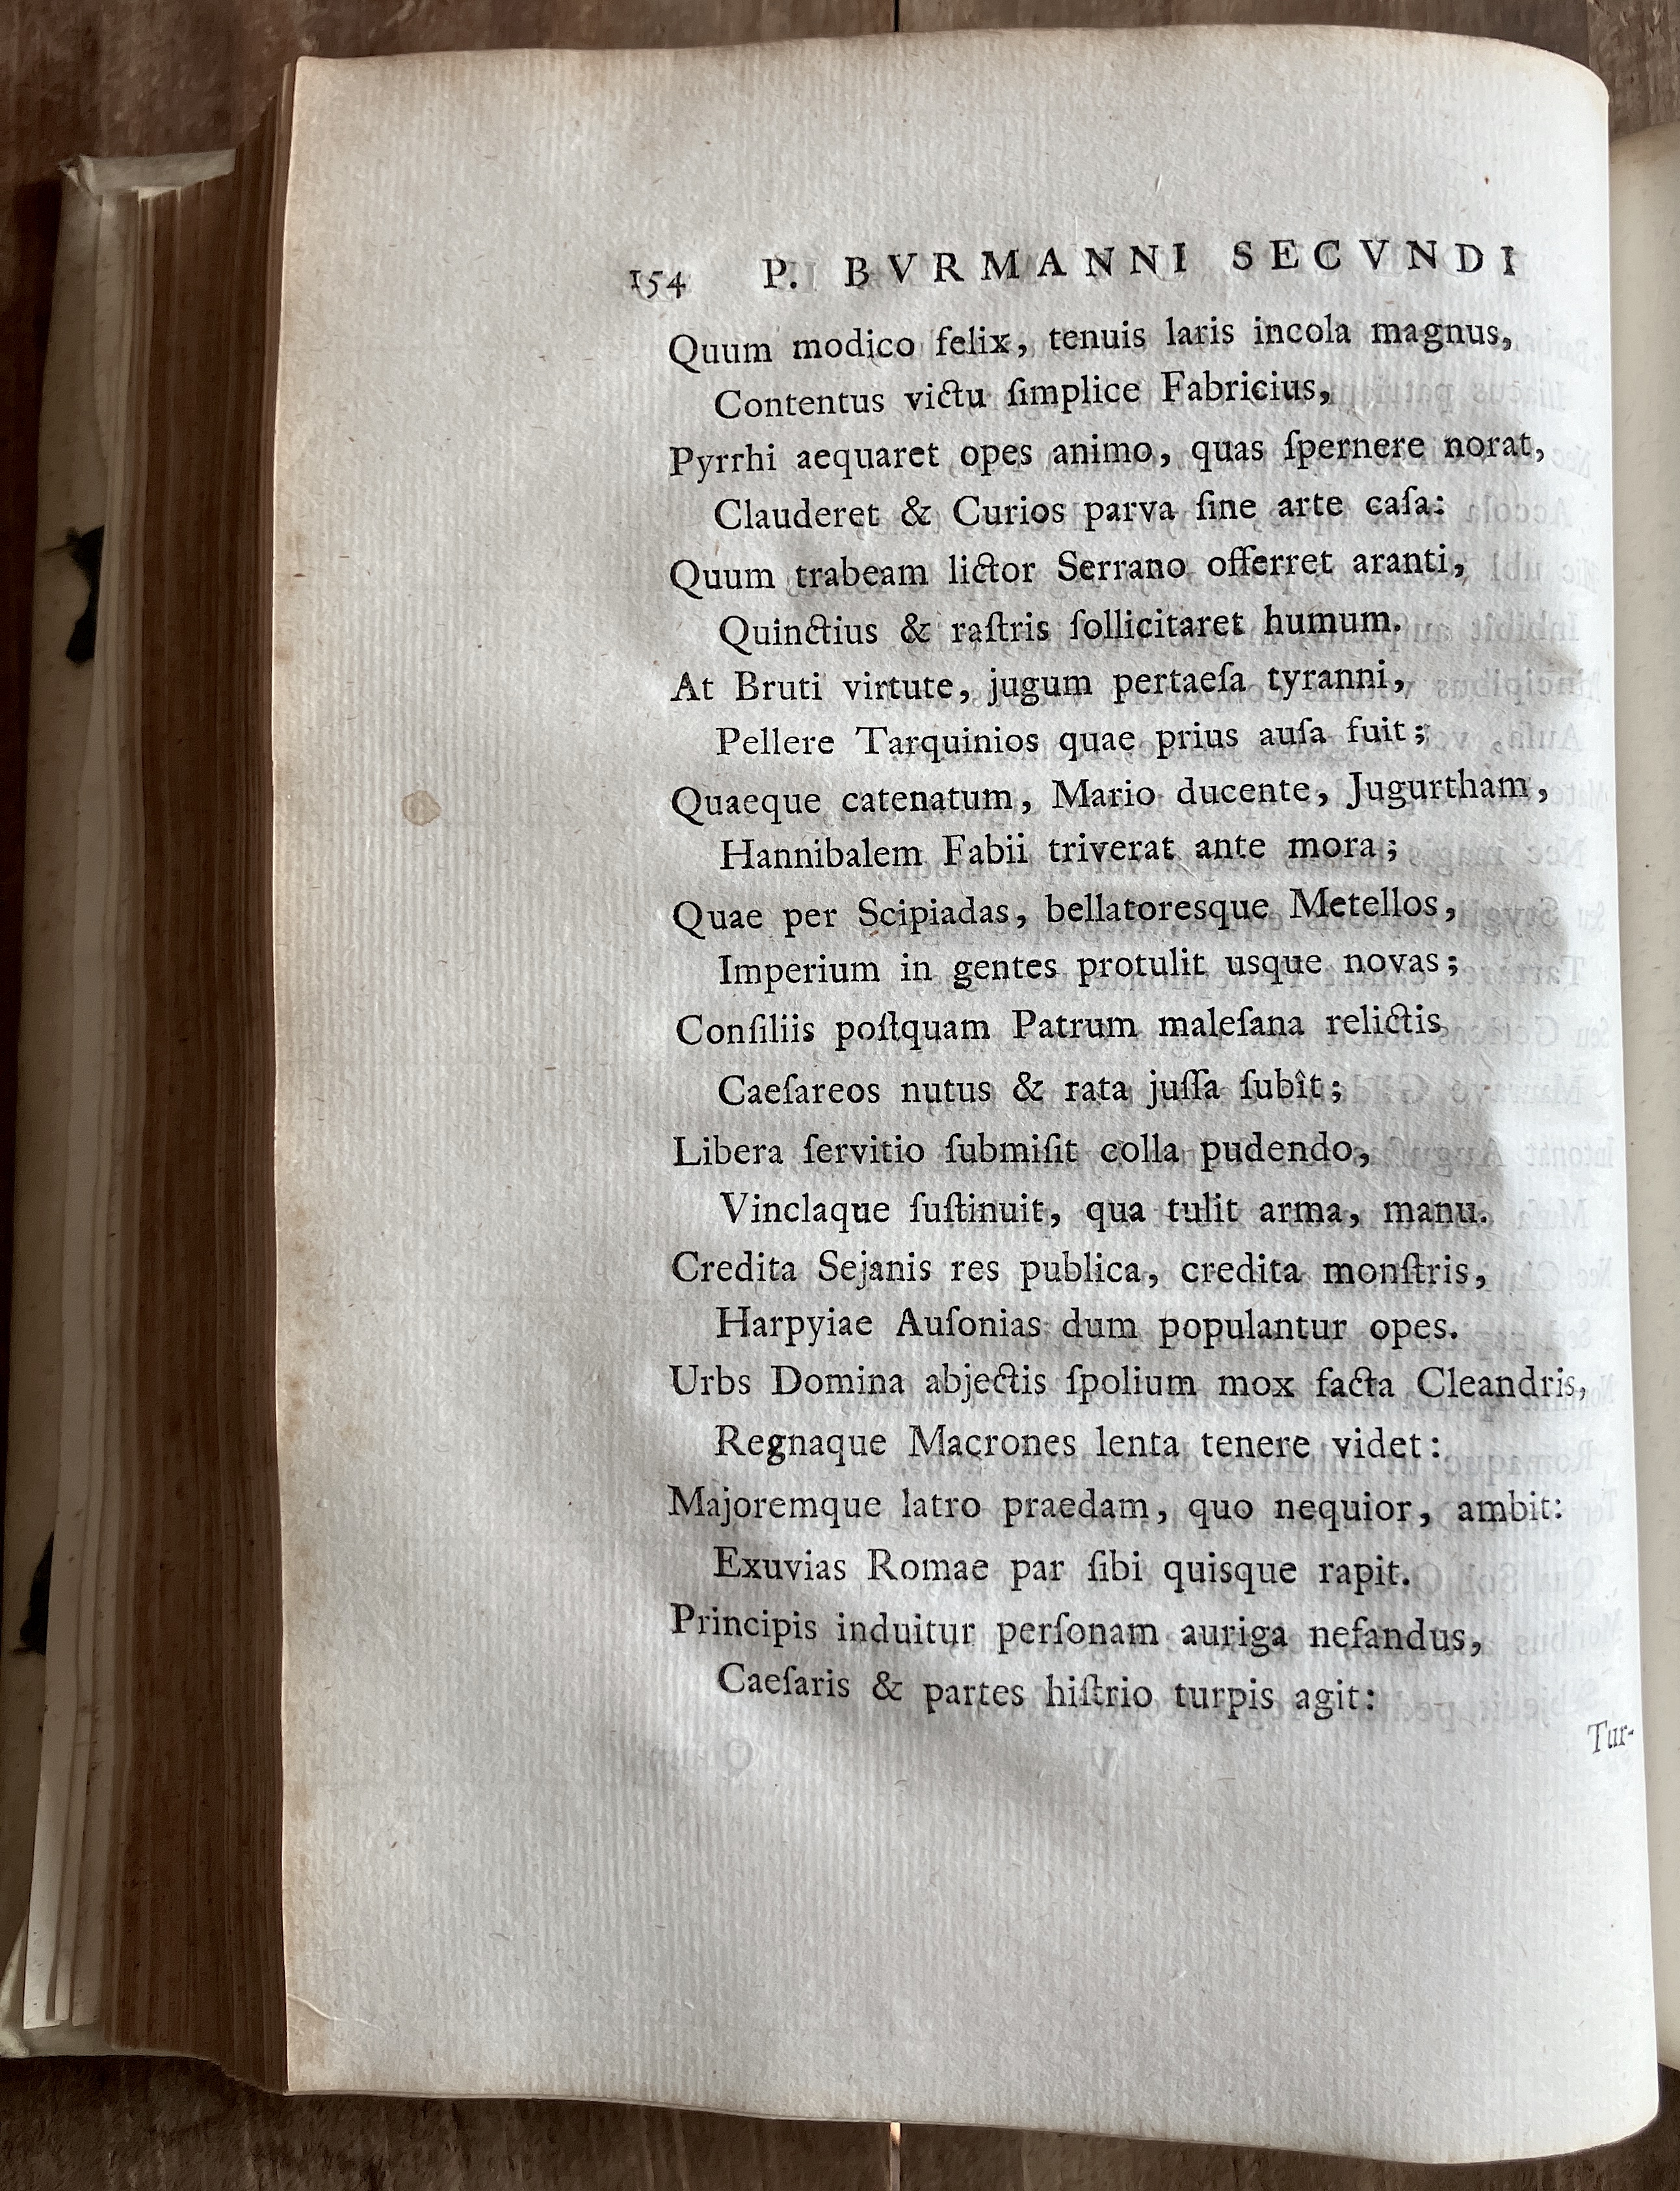 154 P. BVRMANNI SECVNDI
Quum modico felix, tenuis laris incola magnus,
Contentus victu ſimplice Fabricius,
Pyrrhi aequaret opes animo, quas ſpernere norat,
Clauderet & Curios parva ſine arte caſa:
Quum trabeam lictor Serrano offerret aranti,
Quinctius & raſtris ſollicitaret humum.
At Bruti virtute, jugum pertaeſa tyranni,
Pellere Tarquinios quae prius auſa fuit;
Quaeque catenatum, Mario ducente, Jugurtham,
Hannibalem Fabii triverat ante mora;
Quae per Scipiadas, bellatoresque Metellos,
Imperium in gentes protulit usque novas;
Conſiliis poſtquam Patrum maleſana relictis
Caeſareos nutus & rata juſſa ſubît;
Libera ſervitio ſubmiſit colla pudendo,
Vinclaque ſuſtinuit, qua tulit arma, manu.
Credita Sejanis res publica, credita monſtris,
Harpyiae Auſonias dum populantur opes.
Urbs Domina abjectis ſpolium mox facta Cleandris,
Regnaque Macrones lenta tenere videt:
Majoremque latro praedam, quo nequior, ambit:
Exuvias Romae par ſibi quisque rapit.
Principis induitur perſonam auriga nefandus,
Caeſaris & partes hiſtrio turpis agit:
Tur-